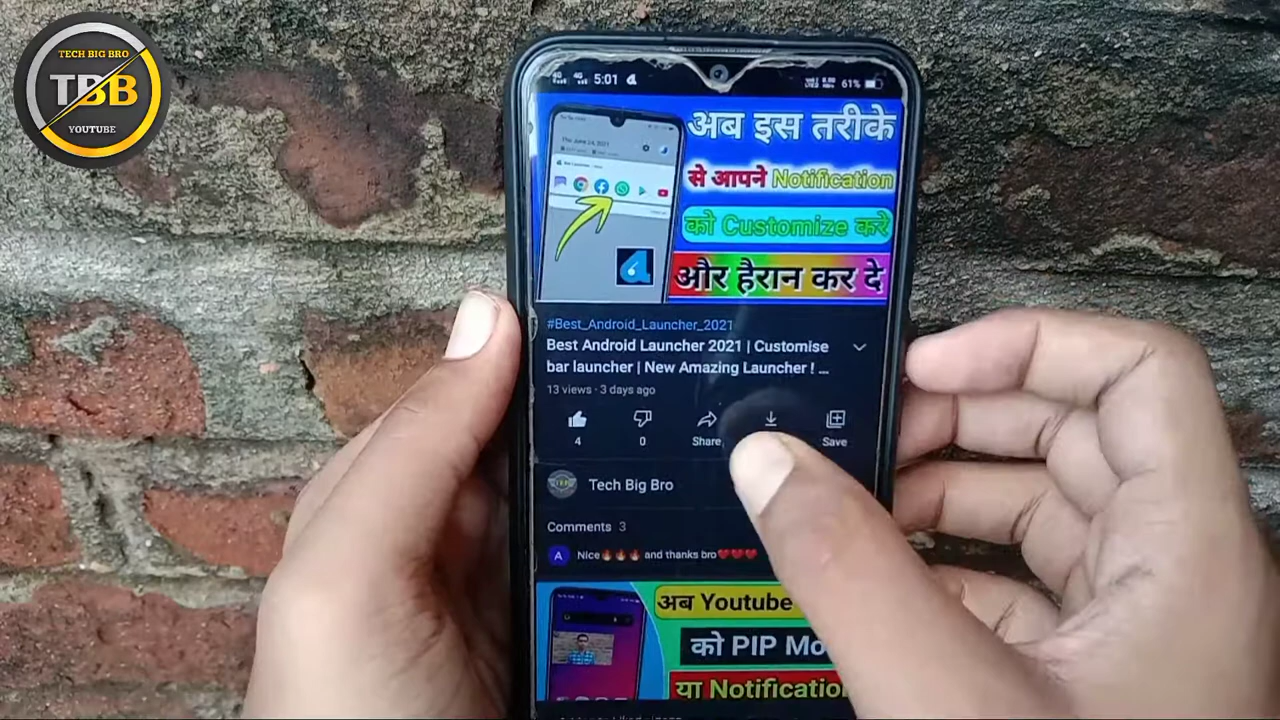 TECH BIG BRO
TBB
YOUTUBE
5:01
61%
अब इस तरीके
से आपने Notification
को Customize करे
और हैरान कर दे
#Best_Android_Launcher_2021
Best Android Launcher 2021 | Customise
bar launcher | New Amazing Launcher ! ...
13 views · 3 days ago
4
0
Share
Save
Tech Big Bro
Comments 3
A
Nice🔥🔥🔥 and thanks bro❤❤❤
अब Youtube
को PIP Mo
या Notification